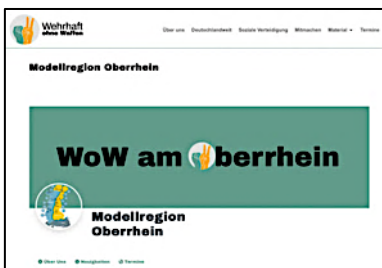 Wehrhaft
ohne Waffen
Über uns Deutschlandweit Soziale Verteidigung Mitmachen Material Termine
Modellregion Oberrhein
WoW am Oberrhein
Modellregion
Oberrhein
Über Uns Neuigkeiten Termine